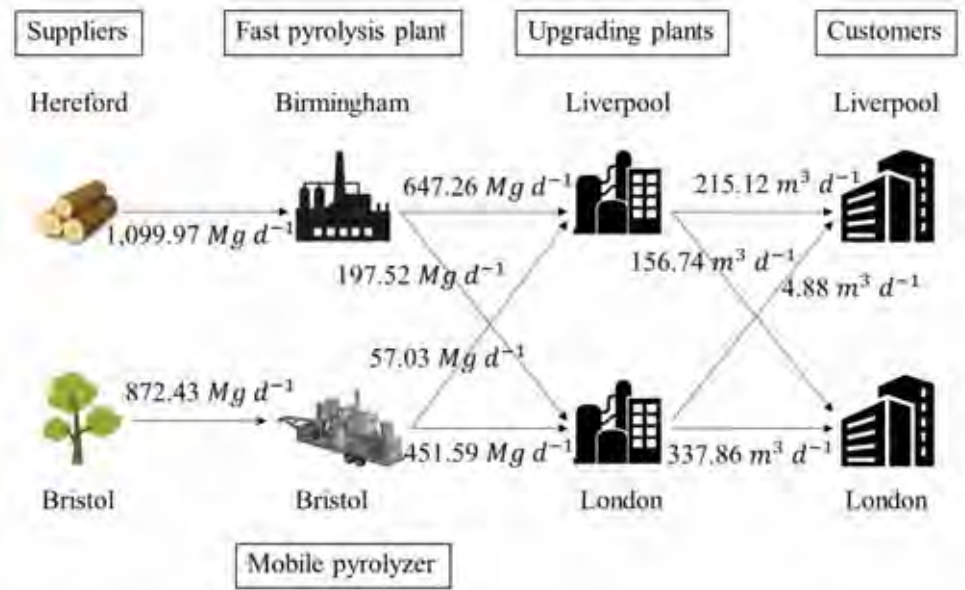 Suppliers
Fast pyrolysis plant
Upgrading plants
Customers
Hereford
Birmingham
Liverpool
Liverpool
1,099.97 Mg d⁻¹
647.26 Mg d⁻¹
215.12 m³ d⁻¹
197.52 Mg d⁻¹
156.74 m³ d⁻¹
4.88 m³ d⁻¹
57.03 Mg d⁻¹
872.43 Mg d⁻¹
451.59 Mg d⁻¹
337.86 m³ d⁻¹
Bristol
Bristol
London
London
Mobile pyrolyzer